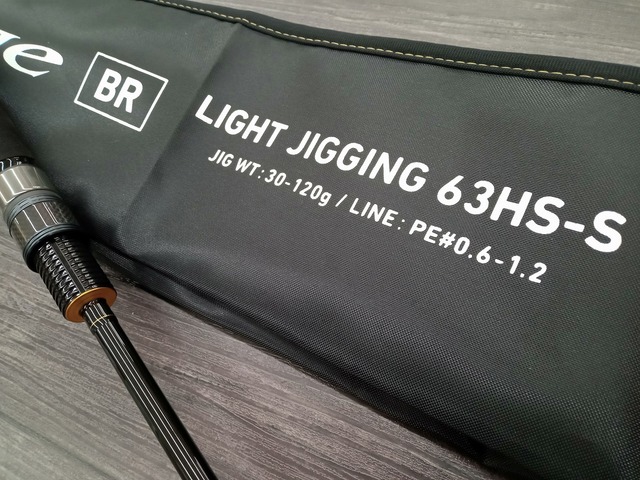 BR
LIGHT JIGGING 63HS-S
JIG WT:30-120g / LINE: PE#0.6-1.2